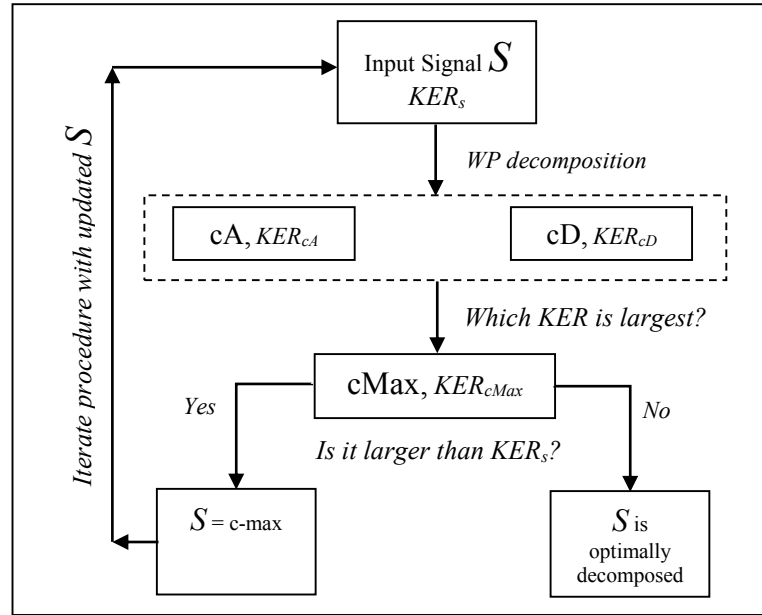 Input Signal S
KERs
WP decomposition
cA, KERcA
cD, KERcD
Which KER is largest?
cMax, KERcMax
Yes
No
Is it larger than KERs?
S = c-max
S is
optimally
decomposed
Iterate procedure with updated S